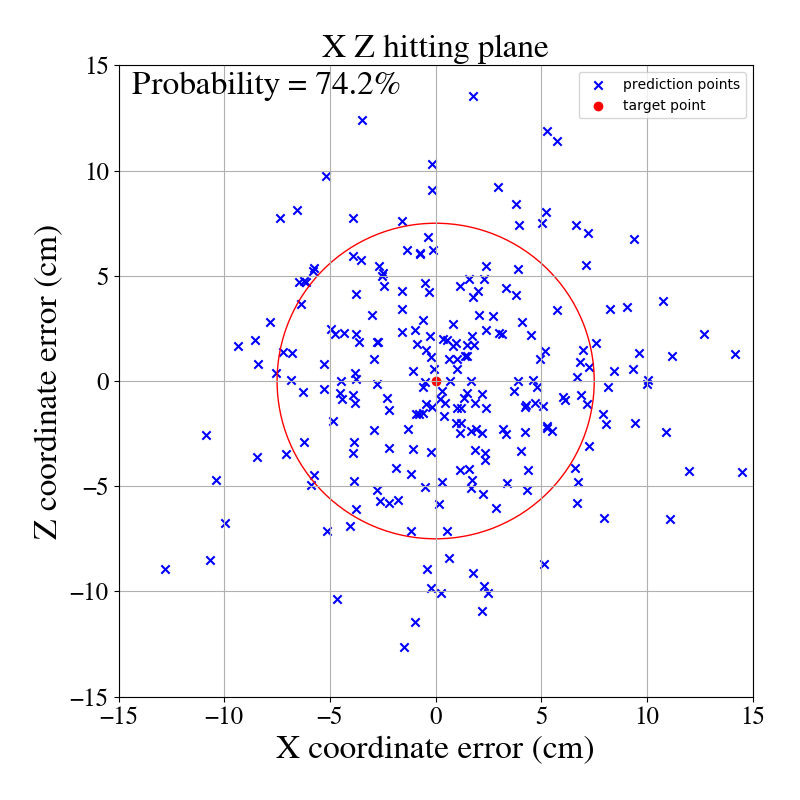 X Z hitting plane
Probability = 74.2%
prediction points
target point
Z coordinate error (cm)
15
10
5
0
−5
−10
−15
−15 −10 −5 0 5 10 15
X coordinate error (cm)